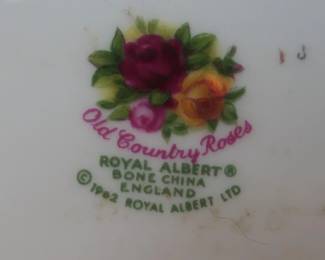 Old Country Roses
ROYAL ALBERT®
BONE CHINA
ENGLAND
© 1962 ROYAL ALBERT LTD